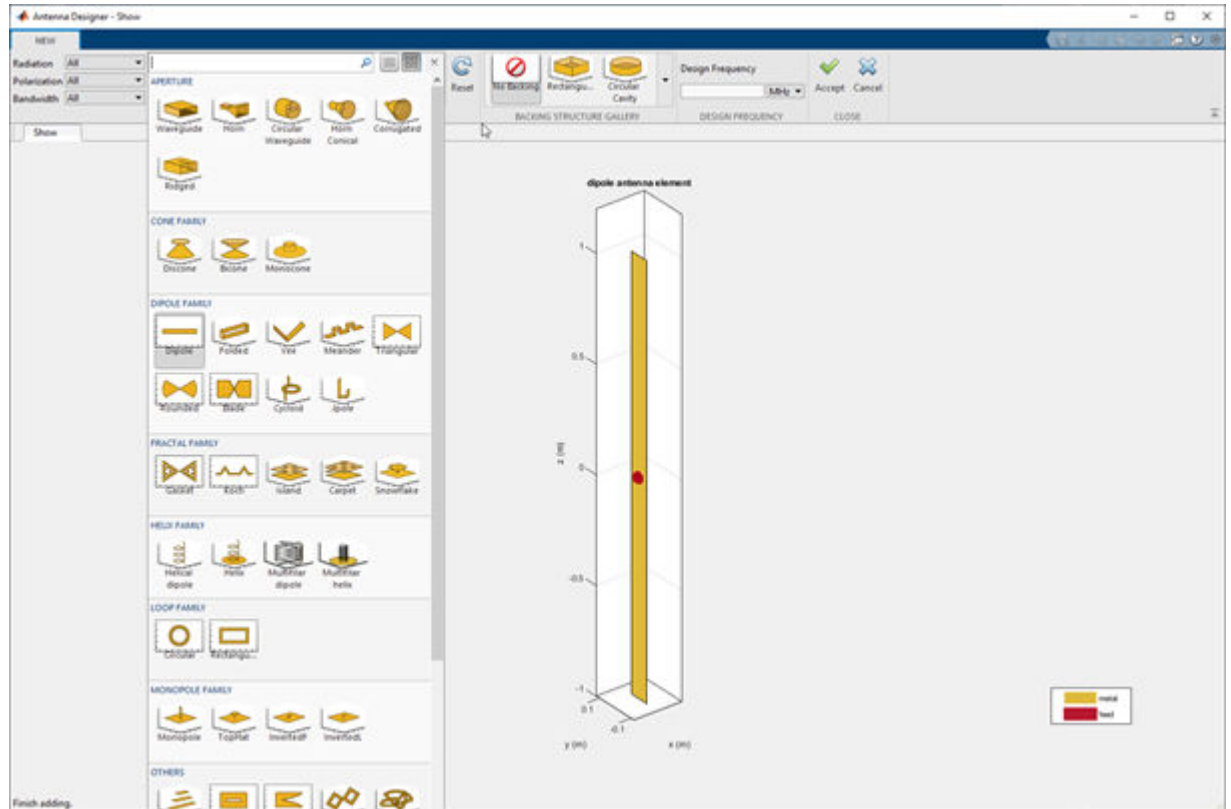 Antenna Designer - Show
NEW
Radiation All
Polarization All
Bandwidth All
Reset
No Backing
Rectangu...
Circular
Cavity
BACKING STRUCTURE GALLERY
Design Frequency
MHz
DESIGN FREQUENCY
Accept
Cancel
CLOSE
Show
APERTURE
Waveguide
Horn
Circular
Waveguide
Horn
Conical
Corrugated
Ridged
CONE FAMILY
Discone
Bicone
Monocone
DIPOLE FAMILY
Dipole
Folded
Vee
Meander
Triangular
Rounded
Blade
Cycloid
Jpole
FRACTAL FAMILY
Gasket
Koch
Island
Carpet
Snowflake
HELIX FAMILY
Helical
dipole
Helix
Multifilar
dipole
Multifilar
helix
LOOP FAMILY
Circular
Rectangu...
MONOPOLE FAMILY
Monopole
TopHat
InvertedF
InvertedL
OTHERS
dipole antenna element
1
0.5
0
-0.5
-1
z (m)
0.1
-0.1
y (m)
x (m)
metal
feed
Finish adding.